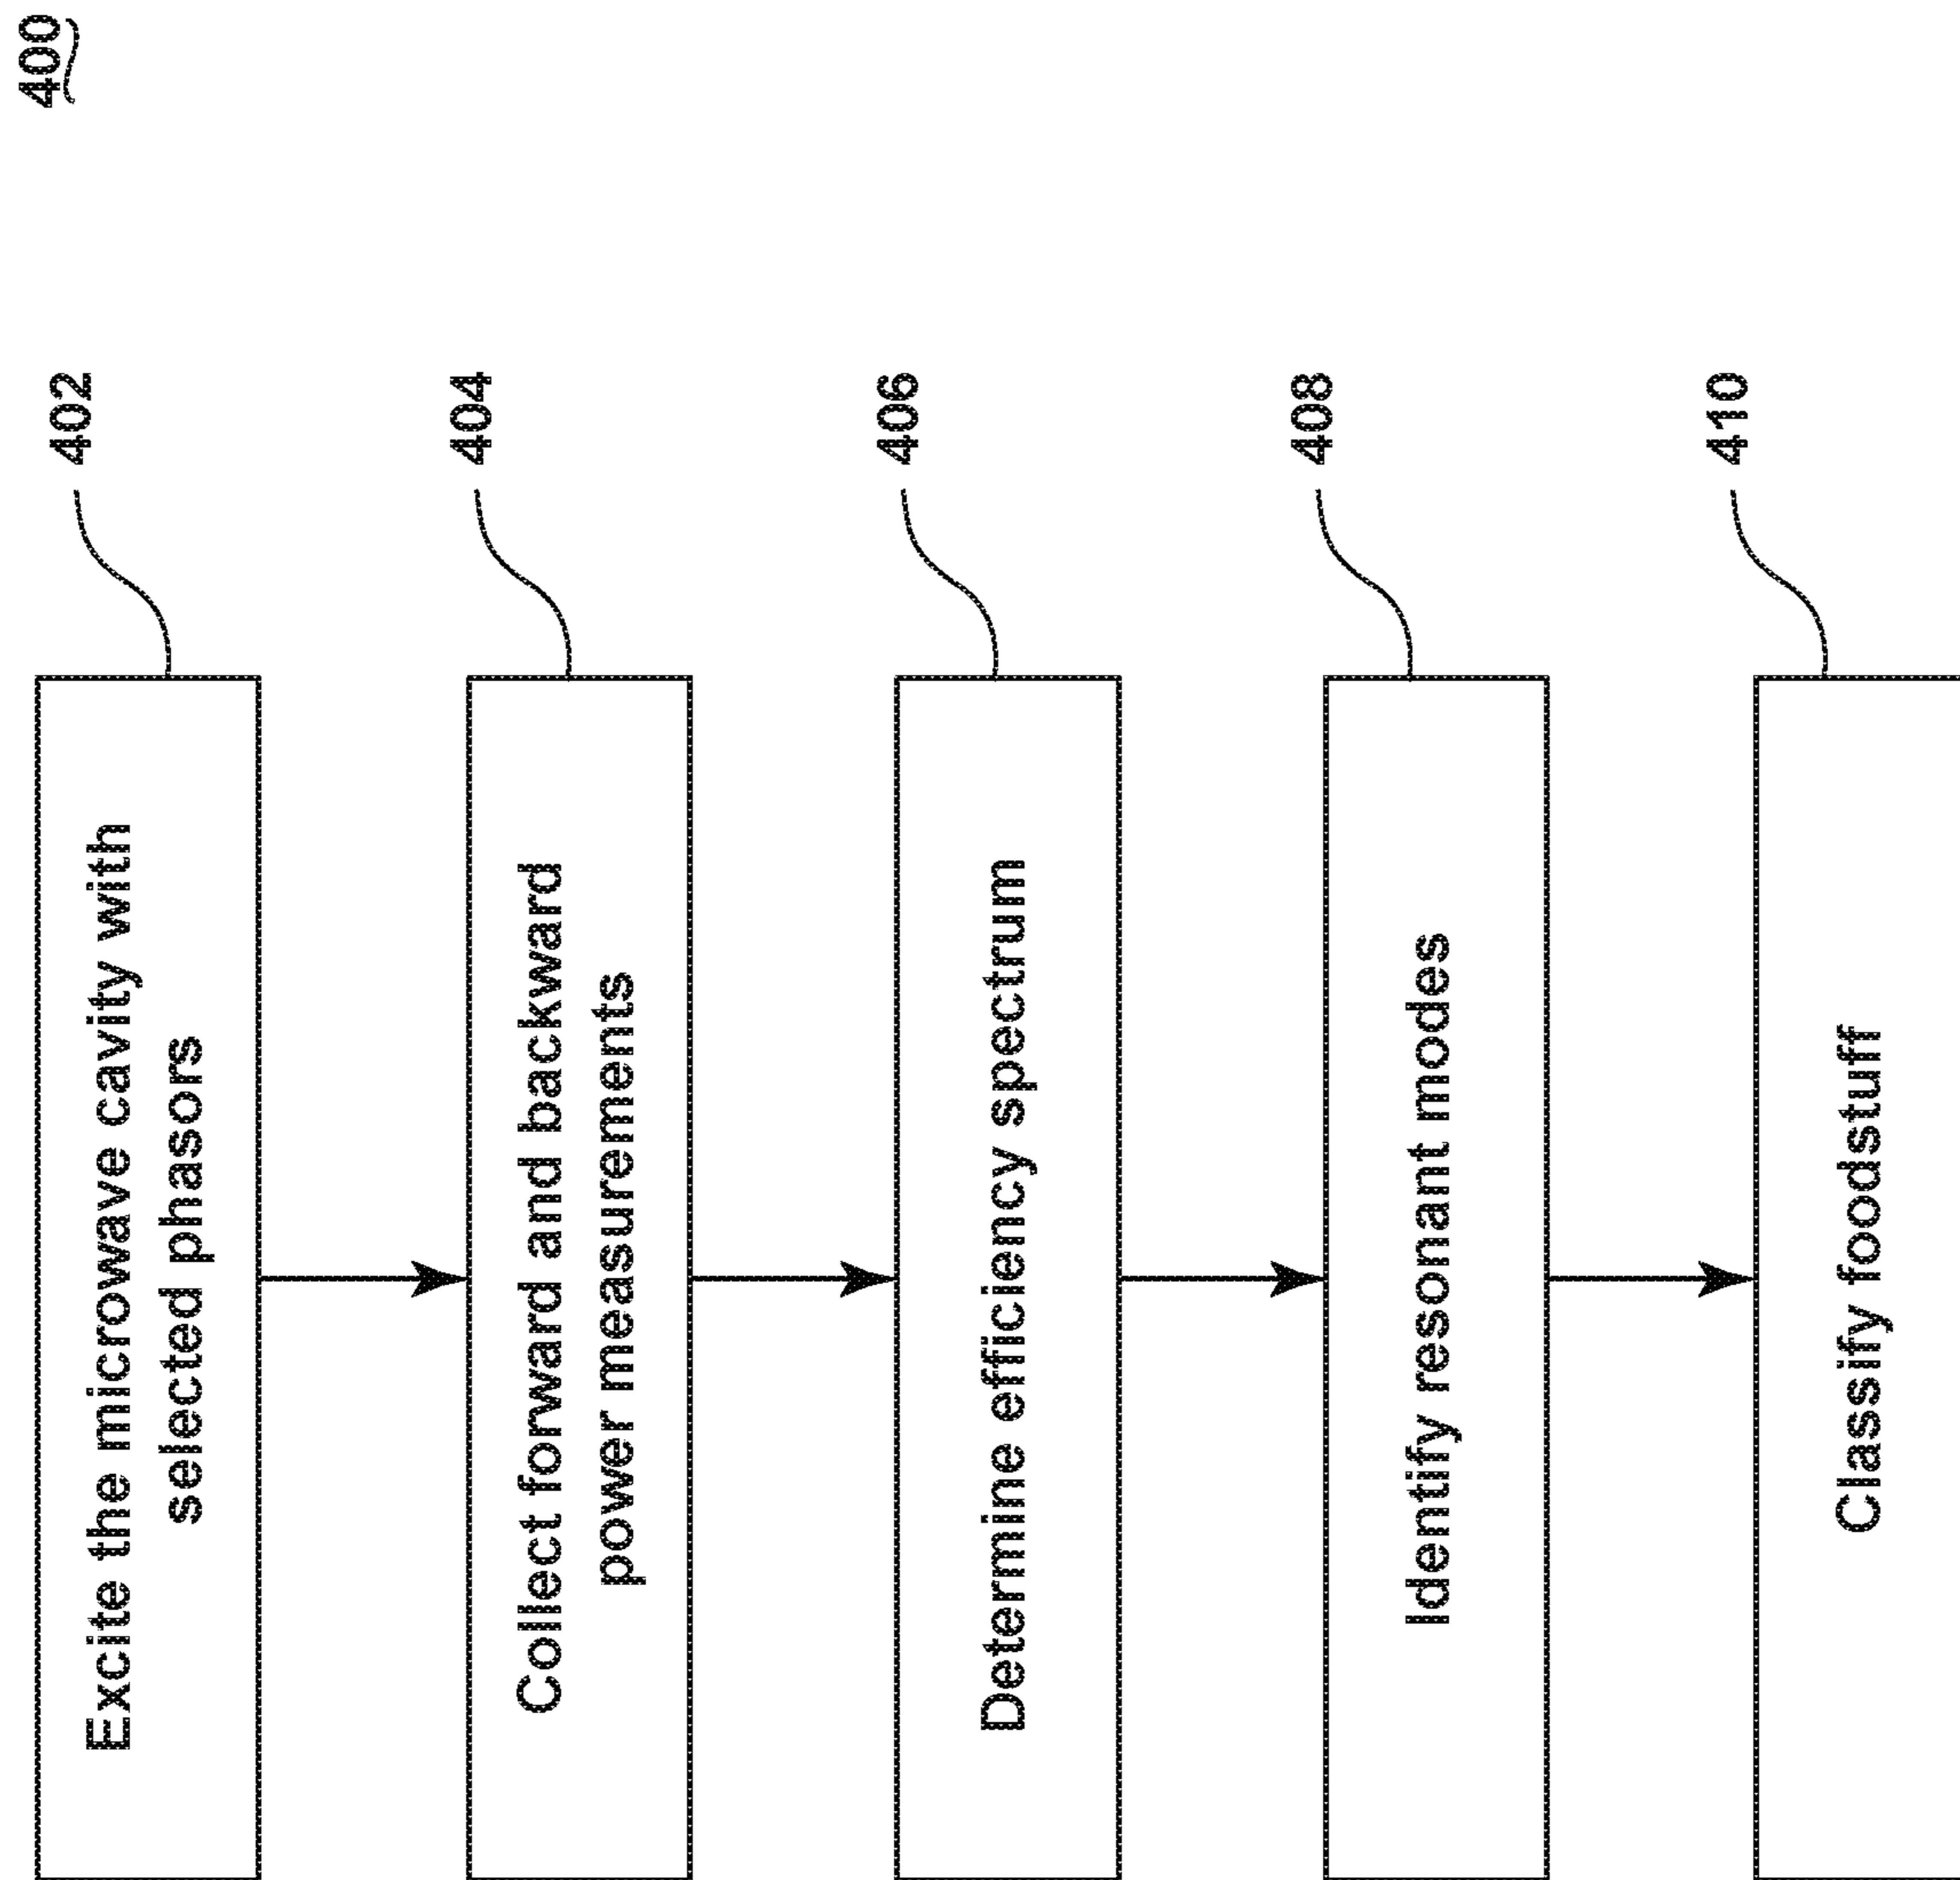 400
Excite the microwave cavity with
selected phasors
402
Collect forward and backward
power measurements
404
Determine efficiency spectrum
406
Identify resonant modes
408
Classify foodstuff
410